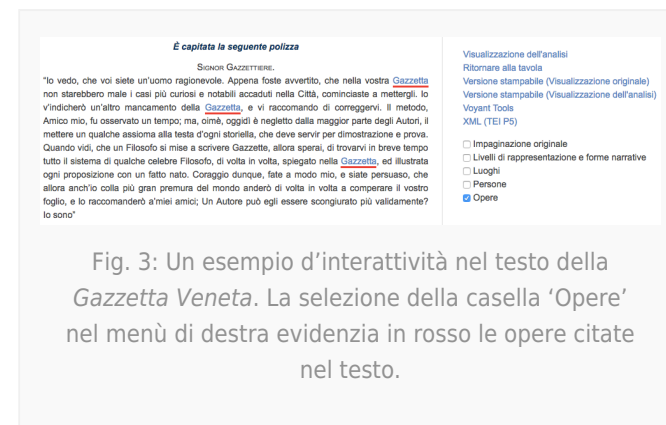 È capitata la seguente polizza
SIGNOR GAZZETTIERE.
"Io vedo, che voi siete un'uomo ragionevole. Appena foste avvertito, che nella vostra Gazzetta
non starebbero male i casi più curiosi e notabili accaduti nella Città, cominciaste a mettergli. Io
v'indicherò un'altro mancamento della Gazzetta, e vi raccomando di correggervi. Il metodo,
Amico mio, fu osservato un tempo; ma, oimè, oggidì è negletto dalla maggior parte degli Autori, il
mettere un qualche assioma alla testa d'ogni storiella, che deve servir per dimostrazione e prova.
Quando vidi, che un Filosofo si mise a scrivere Gazzette, allora sperai, di trovarvi in breve tempo
tutto il sistema di qualche celebre Filosofo, di volta in volta, spiegato nella Gazzetta, ed illustrata
ogni proposizione con un fatto nato. Coraggio dunque, fate a modo mio, e siate persuaso, che
allora anch'io colla più gran premura del mondo anderò di volta in volta a comperare il vostro
foglio, e lo raccomanderò a'miei amici; Un Autore può egli essere scongiurato più validamente?
Io sono"
Visualizzazione dell'analisi
Ritornare alla tavola
Versione stampabile (Visualizzazione originale)
Versione stampabile (Visualizzazione dell'analisi)
Voyant Tools
XML (TEI P5)
Impaginazione originale
Livelli di rappresentazione e forme narrative
Luoghi
Persone
Opere
Fig. 3: Un esempio d'interattività nel testo della
Gazzetta Veneta. La selezione della casella 'Opere'
nel menù di destra evidenzia in rosso le opere citate
nel testo.